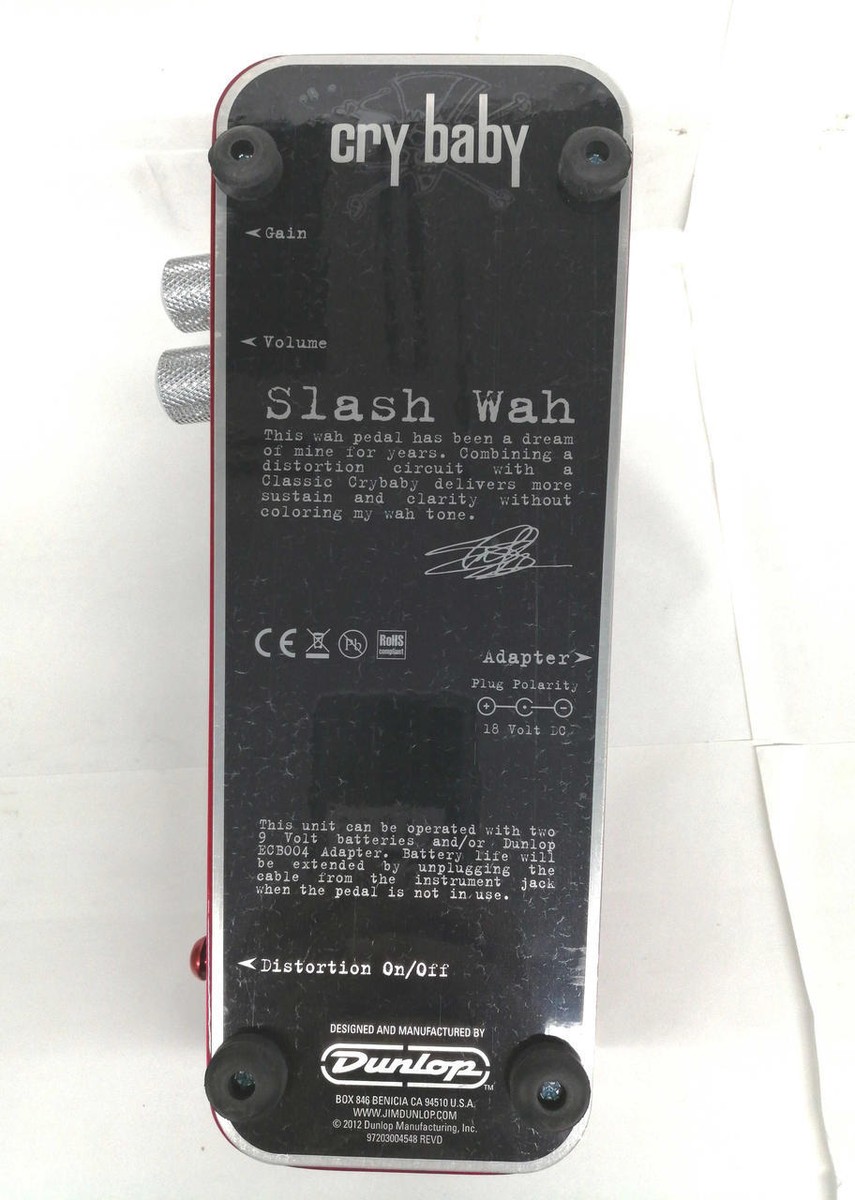 cry baby
Gain
Volume
Slash Wah
This wah pedal has been a dream
of mine for years. Combining a
distortion circuit with a
Classic Crybaby delivers more
sustain and clarity without
coloring my wah tone.
CE
Pb
RoHS
compliant
Adapter
Plug Polarity
+ -
18 Volt DC
This unit can be operated with two
9 Volt batteries and/or Dunlop
ECB004 Adapter. Battery life will
be extended by unplugging the
cable from the instrument jack
when the pedal is not in use.
Distortion On/Off
DESIGNED AND MANUFACTURED BY
Dunlop™
BOX 846 BENICIA CA 94510 U.S.A.
WWW.JIMDUNLOP.COM
© 2012 Dunlop Manufacturing, Inc.
97203004548 REVD